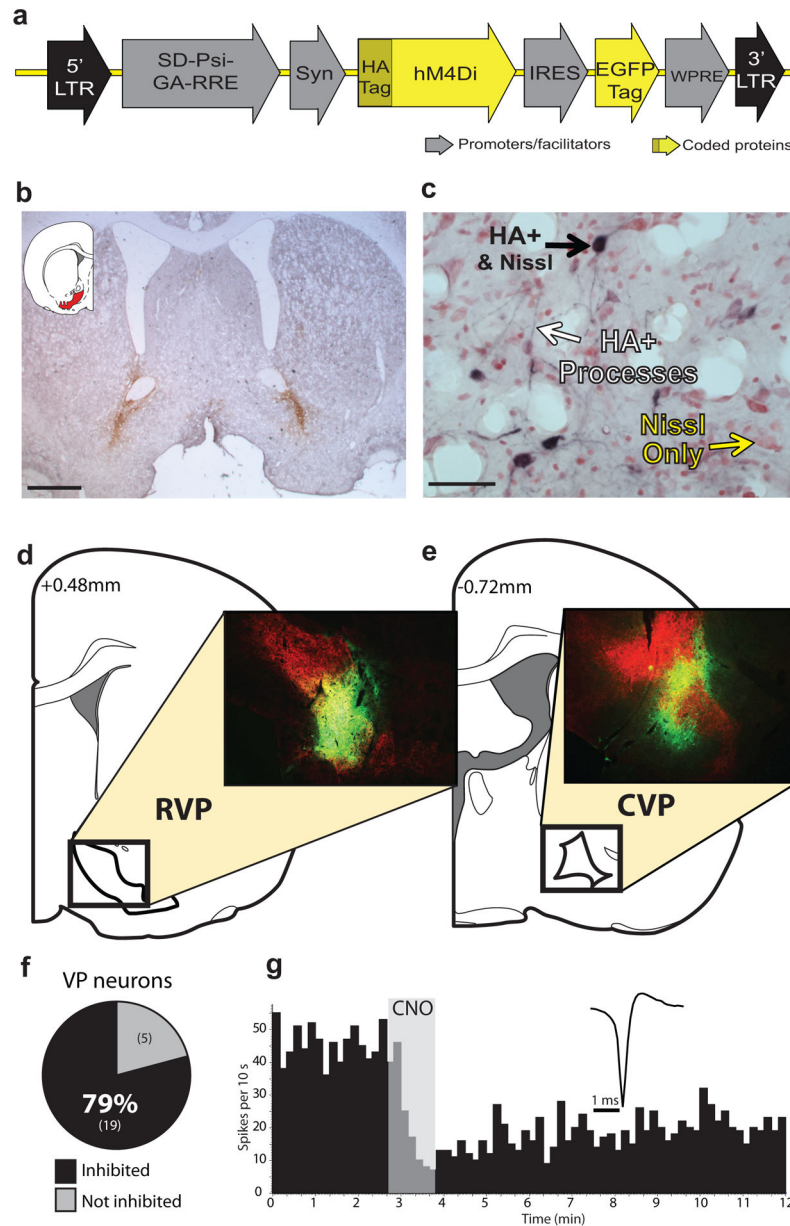 a
5'
LTR
SD-Psi-
GA-RRE
Syn
HA
Tag
hM4Di
IRES
EGFP
Tag
WPRE
3'
LTR
Promoters/facilitators
Coded proteins
b
c
HA+
& Nissl
HA+
Processes
Nissl
Only
d
+0.48mm
RVP
e
-0.72mm
CVP
f
VP neurons
(5)
79%
(19)
Inhibited
Not inhibited
g
CNO
1 ms
Spikes per 10 s
50
40
30
20
10
0
0 1 2 3 4 5 6 7 8 9 10 11 12
Time (min)